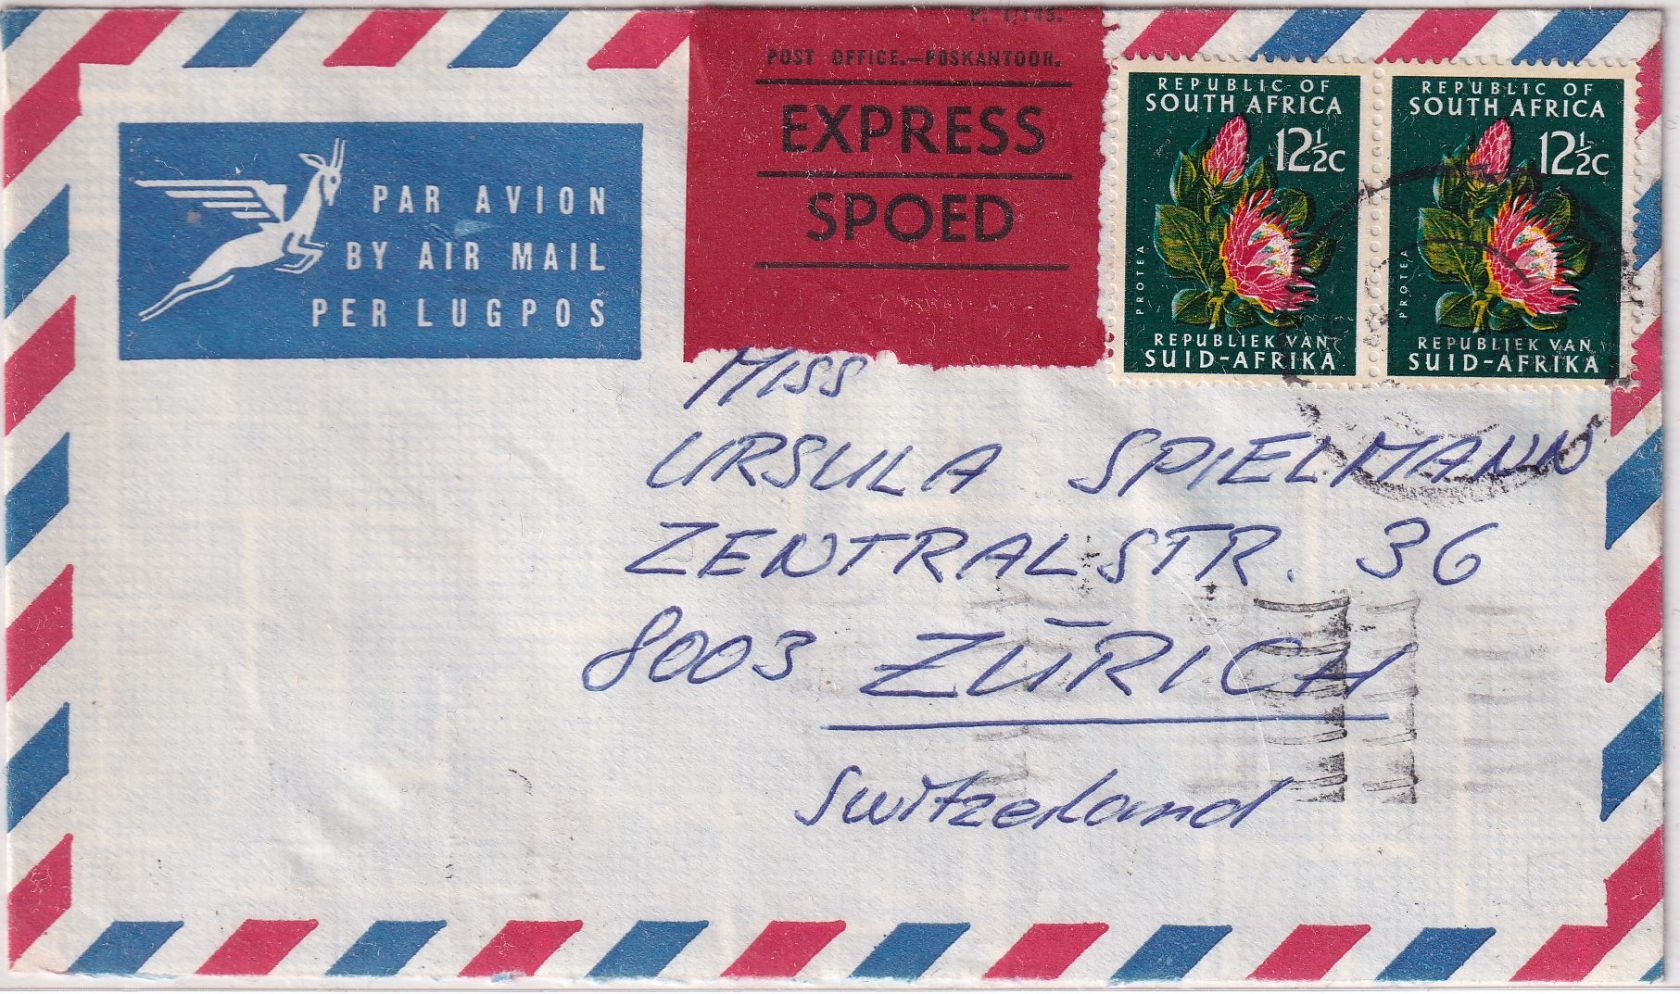 P. 1/145.
POST OFFICE.—POSKANTOOR.
EXPRESS
SPOED
PAR AVION
BY AIR MAIL
PER LUGPOS
REPUBLIC OF
SOUTH AFRICA
12½C
PROTEA
REPUBLIEK VAN
SUID-AFRIKA
REPUBLIC OF
SOUTH AFRICA
12½C
PROTEA
REPUBLIEK VAN
SUID-AFRIKA
MISS
URSULA SPIELMANN
ZENTRALSTR. 36
8003 ZÜRICH
Switzerland